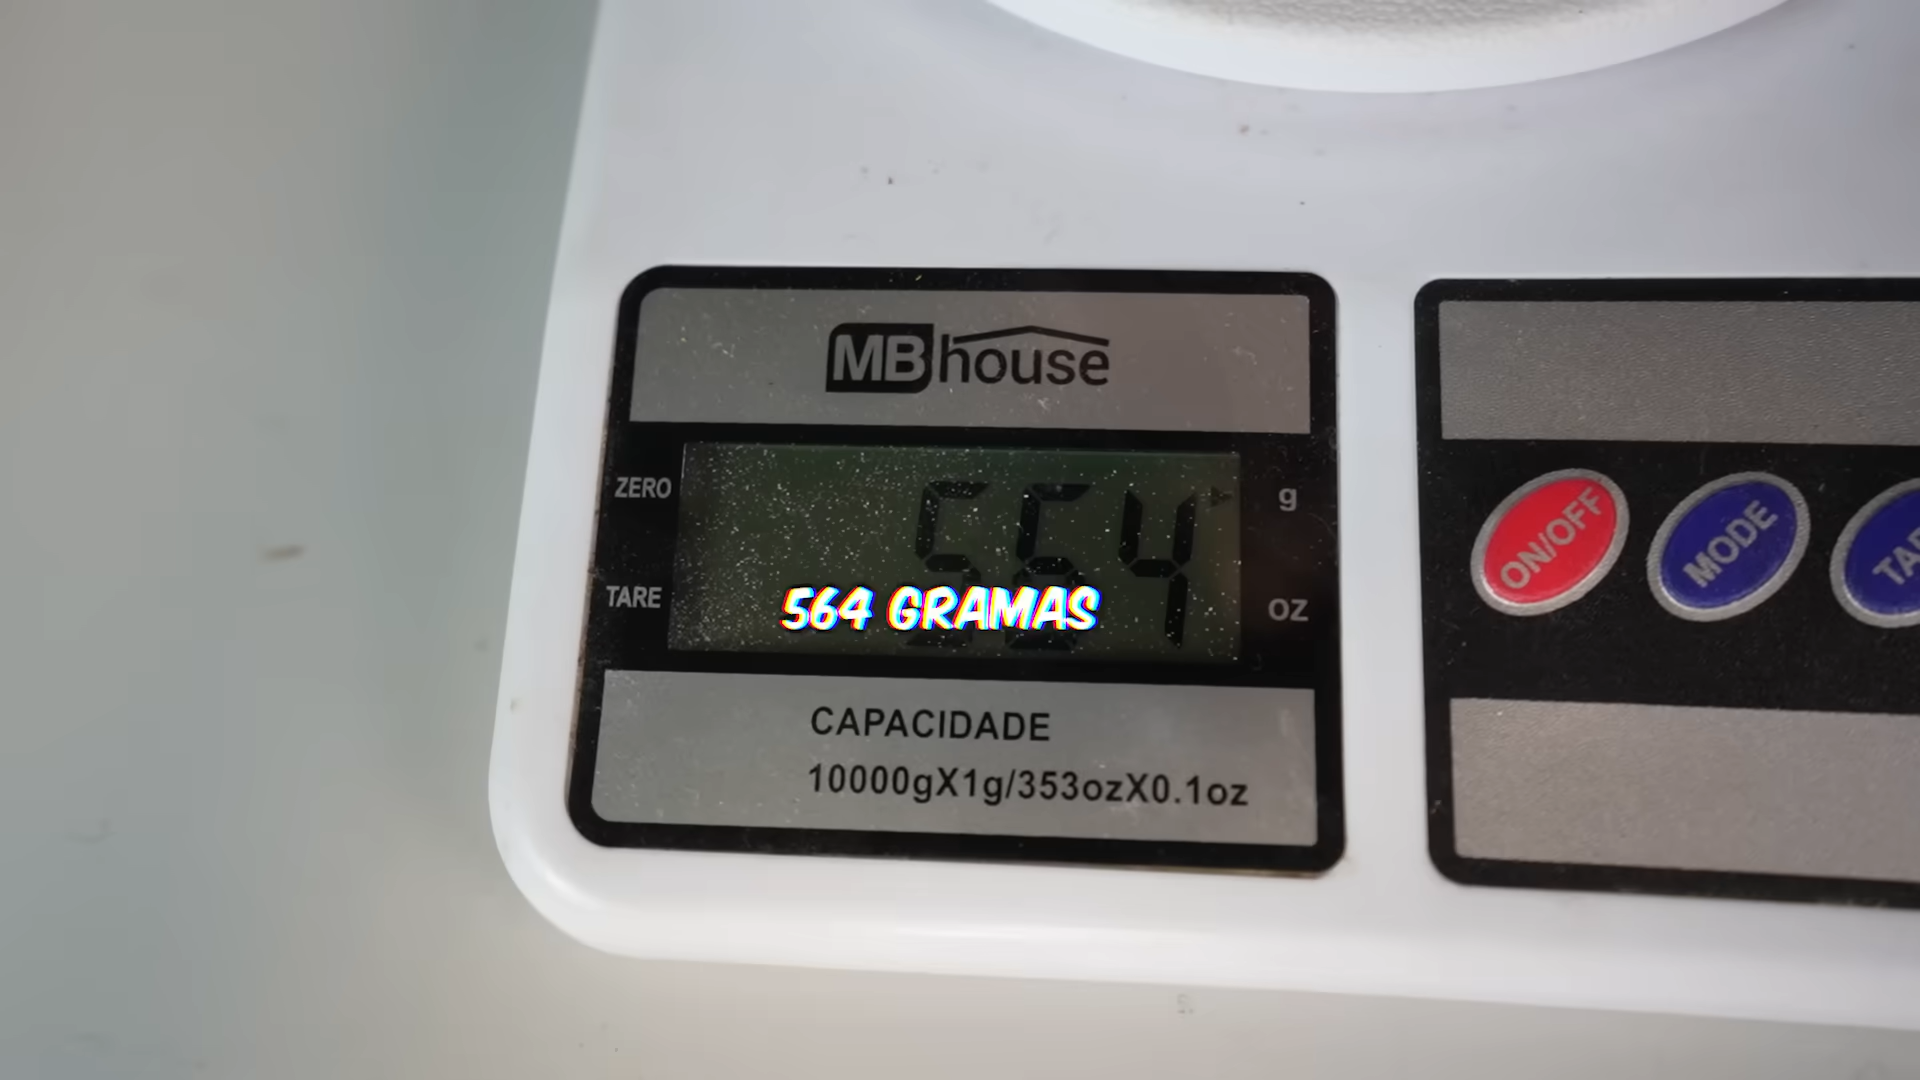 MBhouse
ZERO
564
g
TARE
564 GRAMAS
oz
CAPACIDADE
10000gX1g/353ozX0.1oz
ON/OFF
MODE